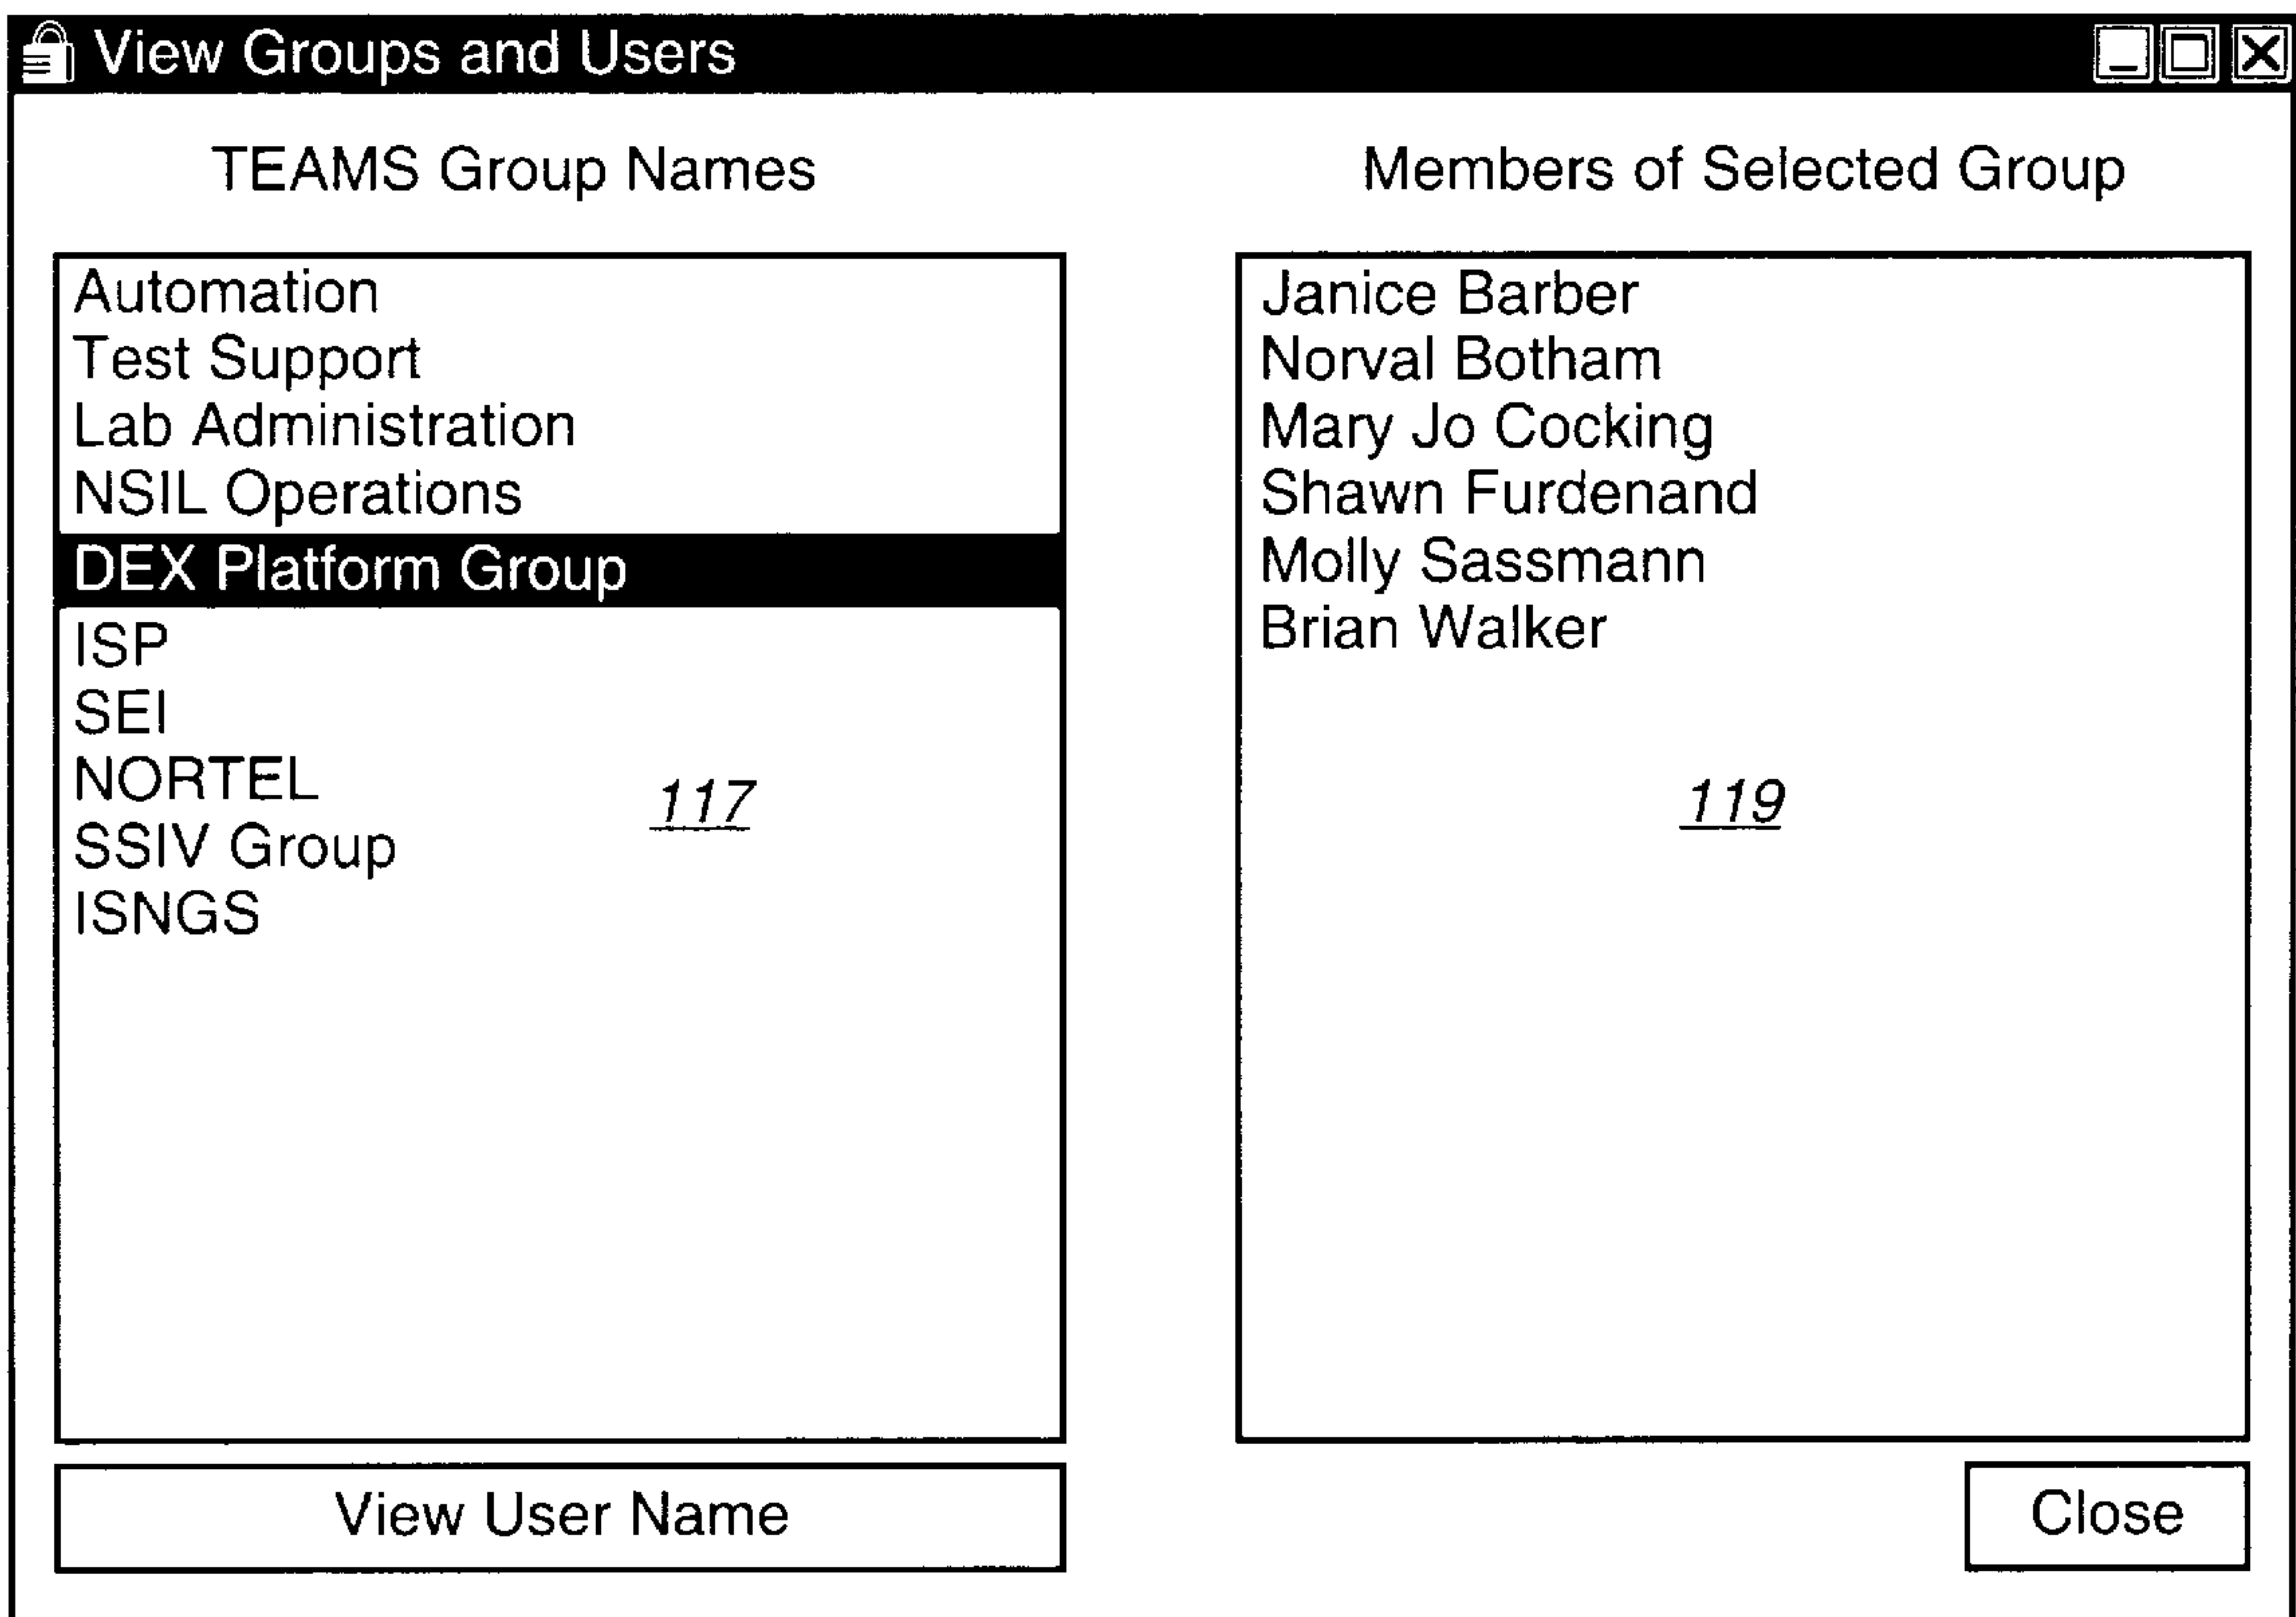 View Groups and Users
TEAMS Group Names
Automation
Test Support
Lab Administration
NSIL Operations
DEX Platform Group
ISP
SEI
NORTEL
SSIV Group
ISNGS
117
View User Name
Members of Selected Group
Janice Barber
Norval Botham
Mary Jo Cocking
Shawn Furdenand
Molly Sassmann
Brian Walker
119
Close